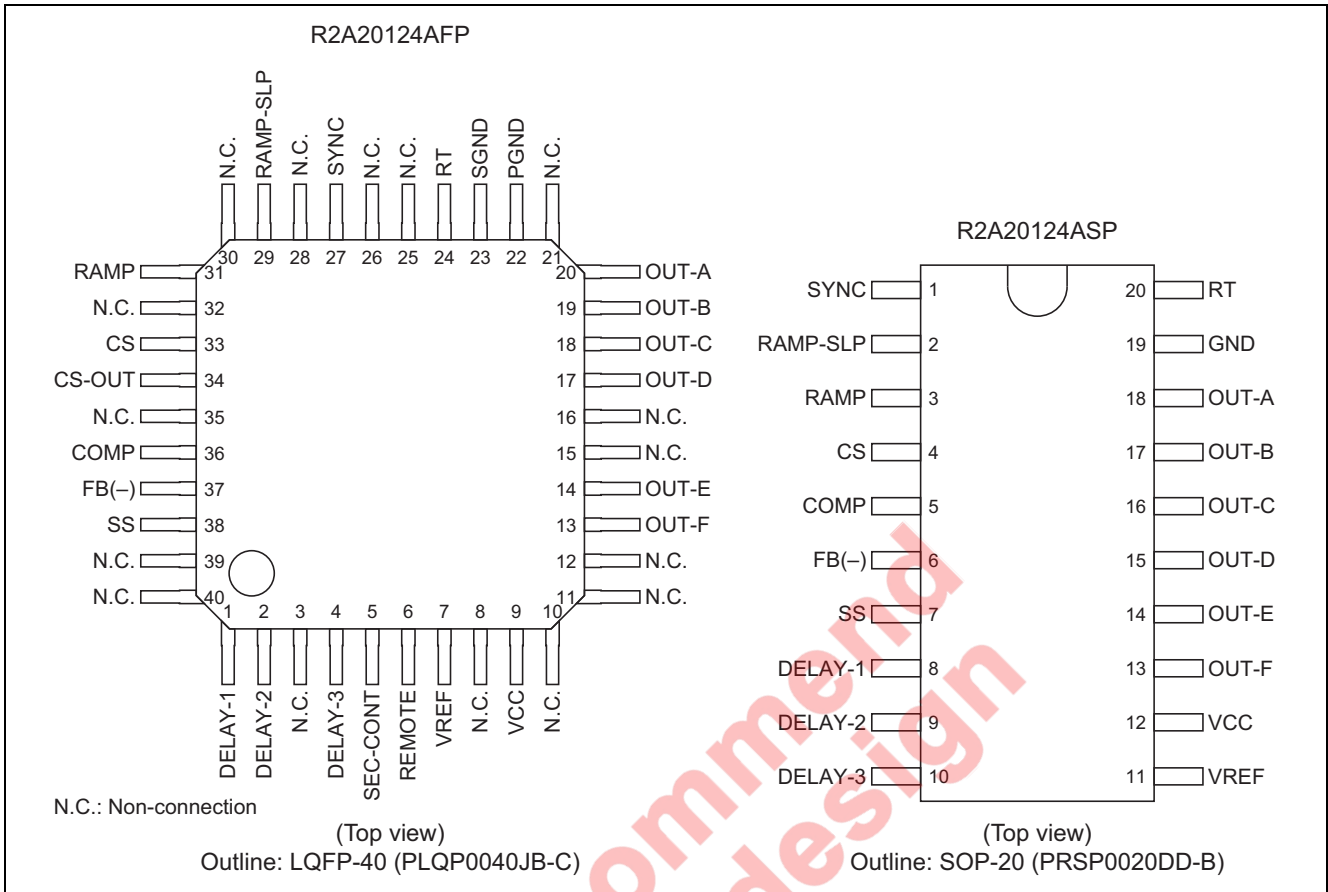 R2A20124AFP
N.C.
RAMP-SLP
N.C.
SYNC
N.C.
N.C.
RT
SGND
PGND
N.C.
30 29 28 27 26 25 24 23 22 21
RAMP 31
N.C. 32
CS 33
CS-OUT 34
N.C. 35
COMP 36
FB(–) 37
SS 38
N.C. 39
N.C. 40
20 OUT-A
19 OUT-B
18 OUT-C
17 OUT-D
16 N.C.
15 N.C.
14 OUT-E
13 OUT-F
12 N.C.
11 N.C.
1 2 3 4 5 6 7 8 9 10
DELAY-1
DELAY-2
N.C.
DELAY-3
SEC-CONT
REMOTE
VREF
N.C.
VCC
N.C.
N.C.: Non-connection
(Top view)
Outline: LQFP-40 (PLQP0040JB-C)
R2A20124ASP
SYNC 1 20 RT
RAMP-SLP 2 19 GND
RAMP 3 18 OUT-A
CS 4 17 OUT-B
COMP 5 16 OUT-C
FB(–) 6 15 OUT-D
SS 7 14 OUT-E
DELAY-1 8 13 OUT-F
DELAY-2 9 12 VCC
DELAY-3 10 11 VREF
(Top view)
Outline: SOP-20 (PRSP0020DD-B)
ommend
design